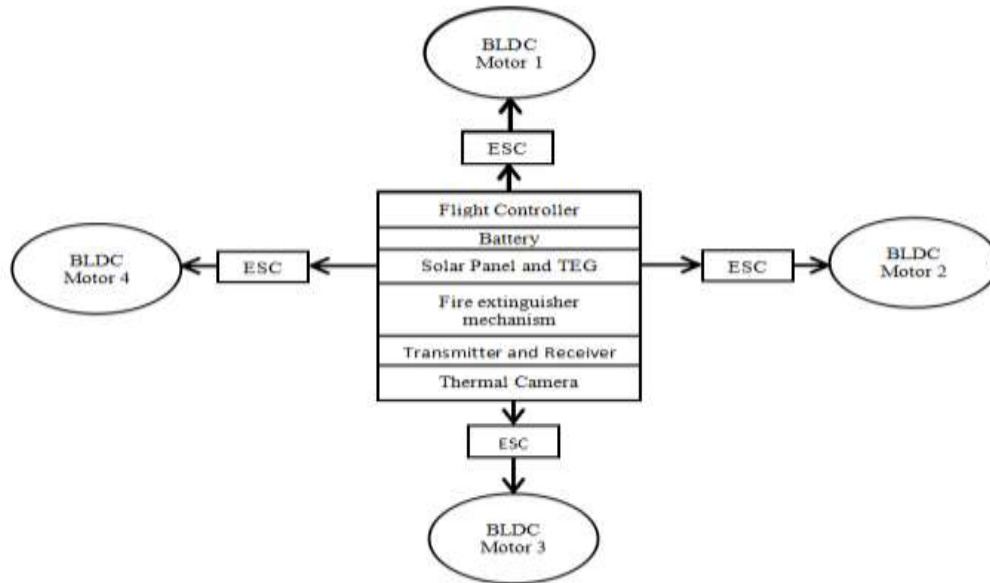 BLDC
Motor 1
ESC
Flight Controller
Battery
Solar Panel and TEG
Fire extinguisher
mechanism
Transmitter and Receiver
Thermal Camera
BLDC
Motor 4
ESC
ESC
BLDC
Motor 2
ESC
BLDC
Motor 3